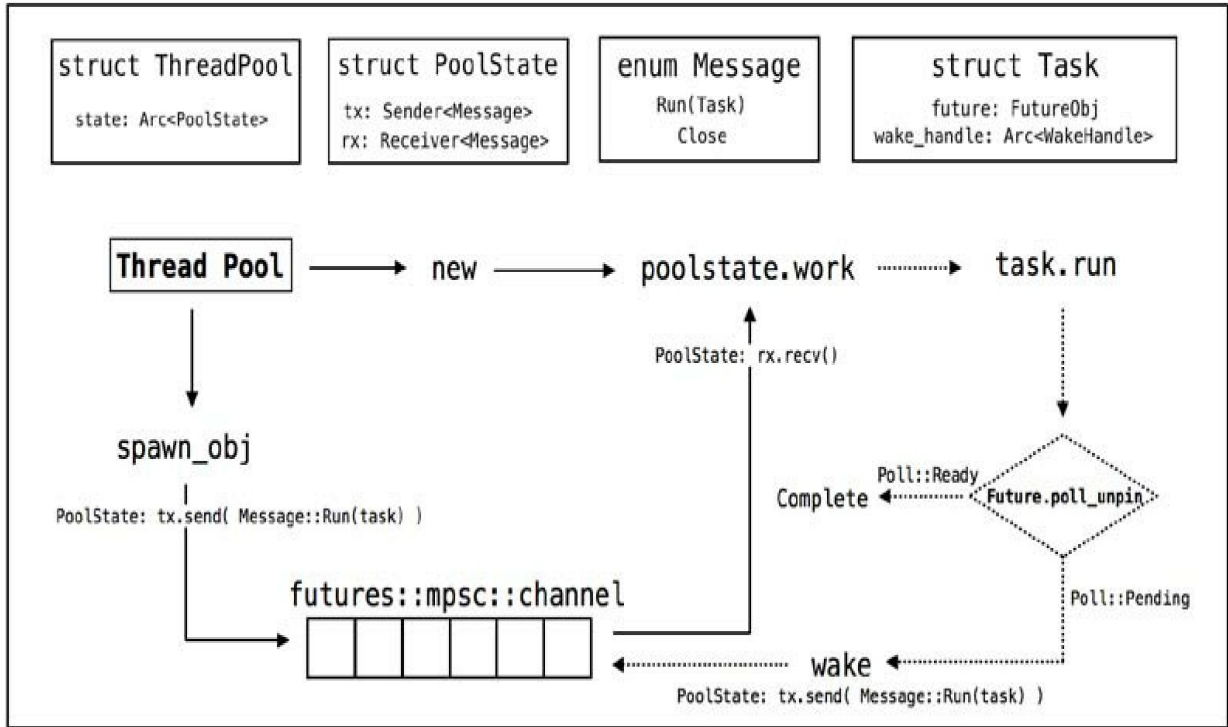 struct ThreadPool
state: Arc<PoolState>
struct PoolState
tx: Sender<Message>
rx: Receiver<Message>
enum Message
Run(Task)
Close
struct Task
future: FutureObj
wake_handle: Arc<WakeHandle>
Thread Pool
new
poolstate.work
task.run
PoolState: rx.recv()
spawn_obj
PoolState: tx.send( Message::Run(task) )
Poll::Ready
Complete
Future.poll_unpin
futures::mpsc::channel
Poll::Pending
wake
PoolState: tx.send( Message::Run(task) )